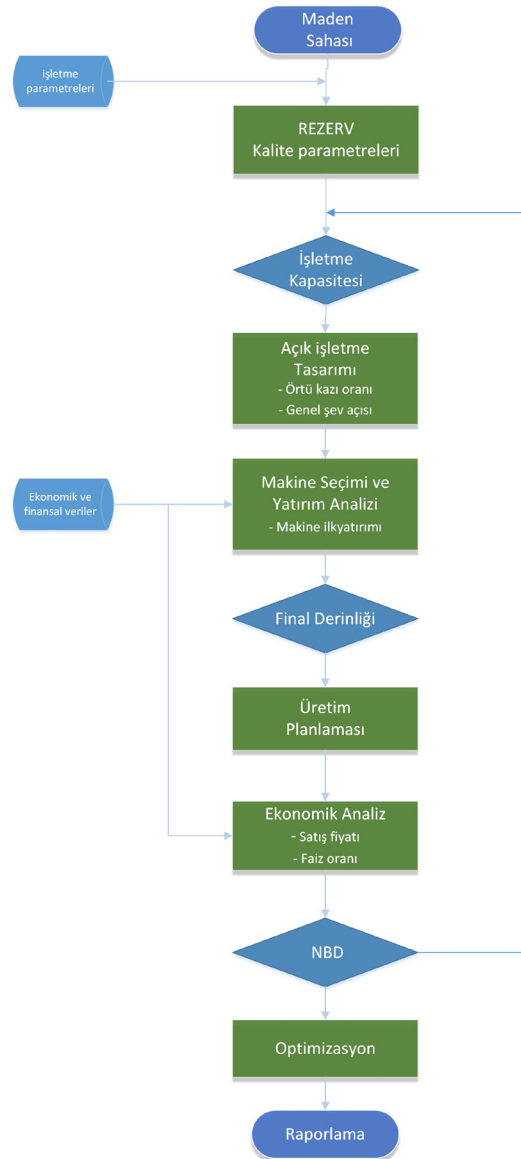 Maden
Sahası
işletme
parametreleri
REZERV
Kalite parametreleri
İşletme
Kapasitesi
Açık işletme
Tasarımı
- Örtü kazı oranı
- Genel şev açısı
Ekonomik ve
finansal veriler
Makine Seçimi ve
Yatırım Analizi
- Makine ilkyatırımı
Final Derinliği
Üretim
Planlaması
Ekonomik Analiz
- Satış fiyatı
- Faiz oranı
NBD
Optimizasyon
Raporlama